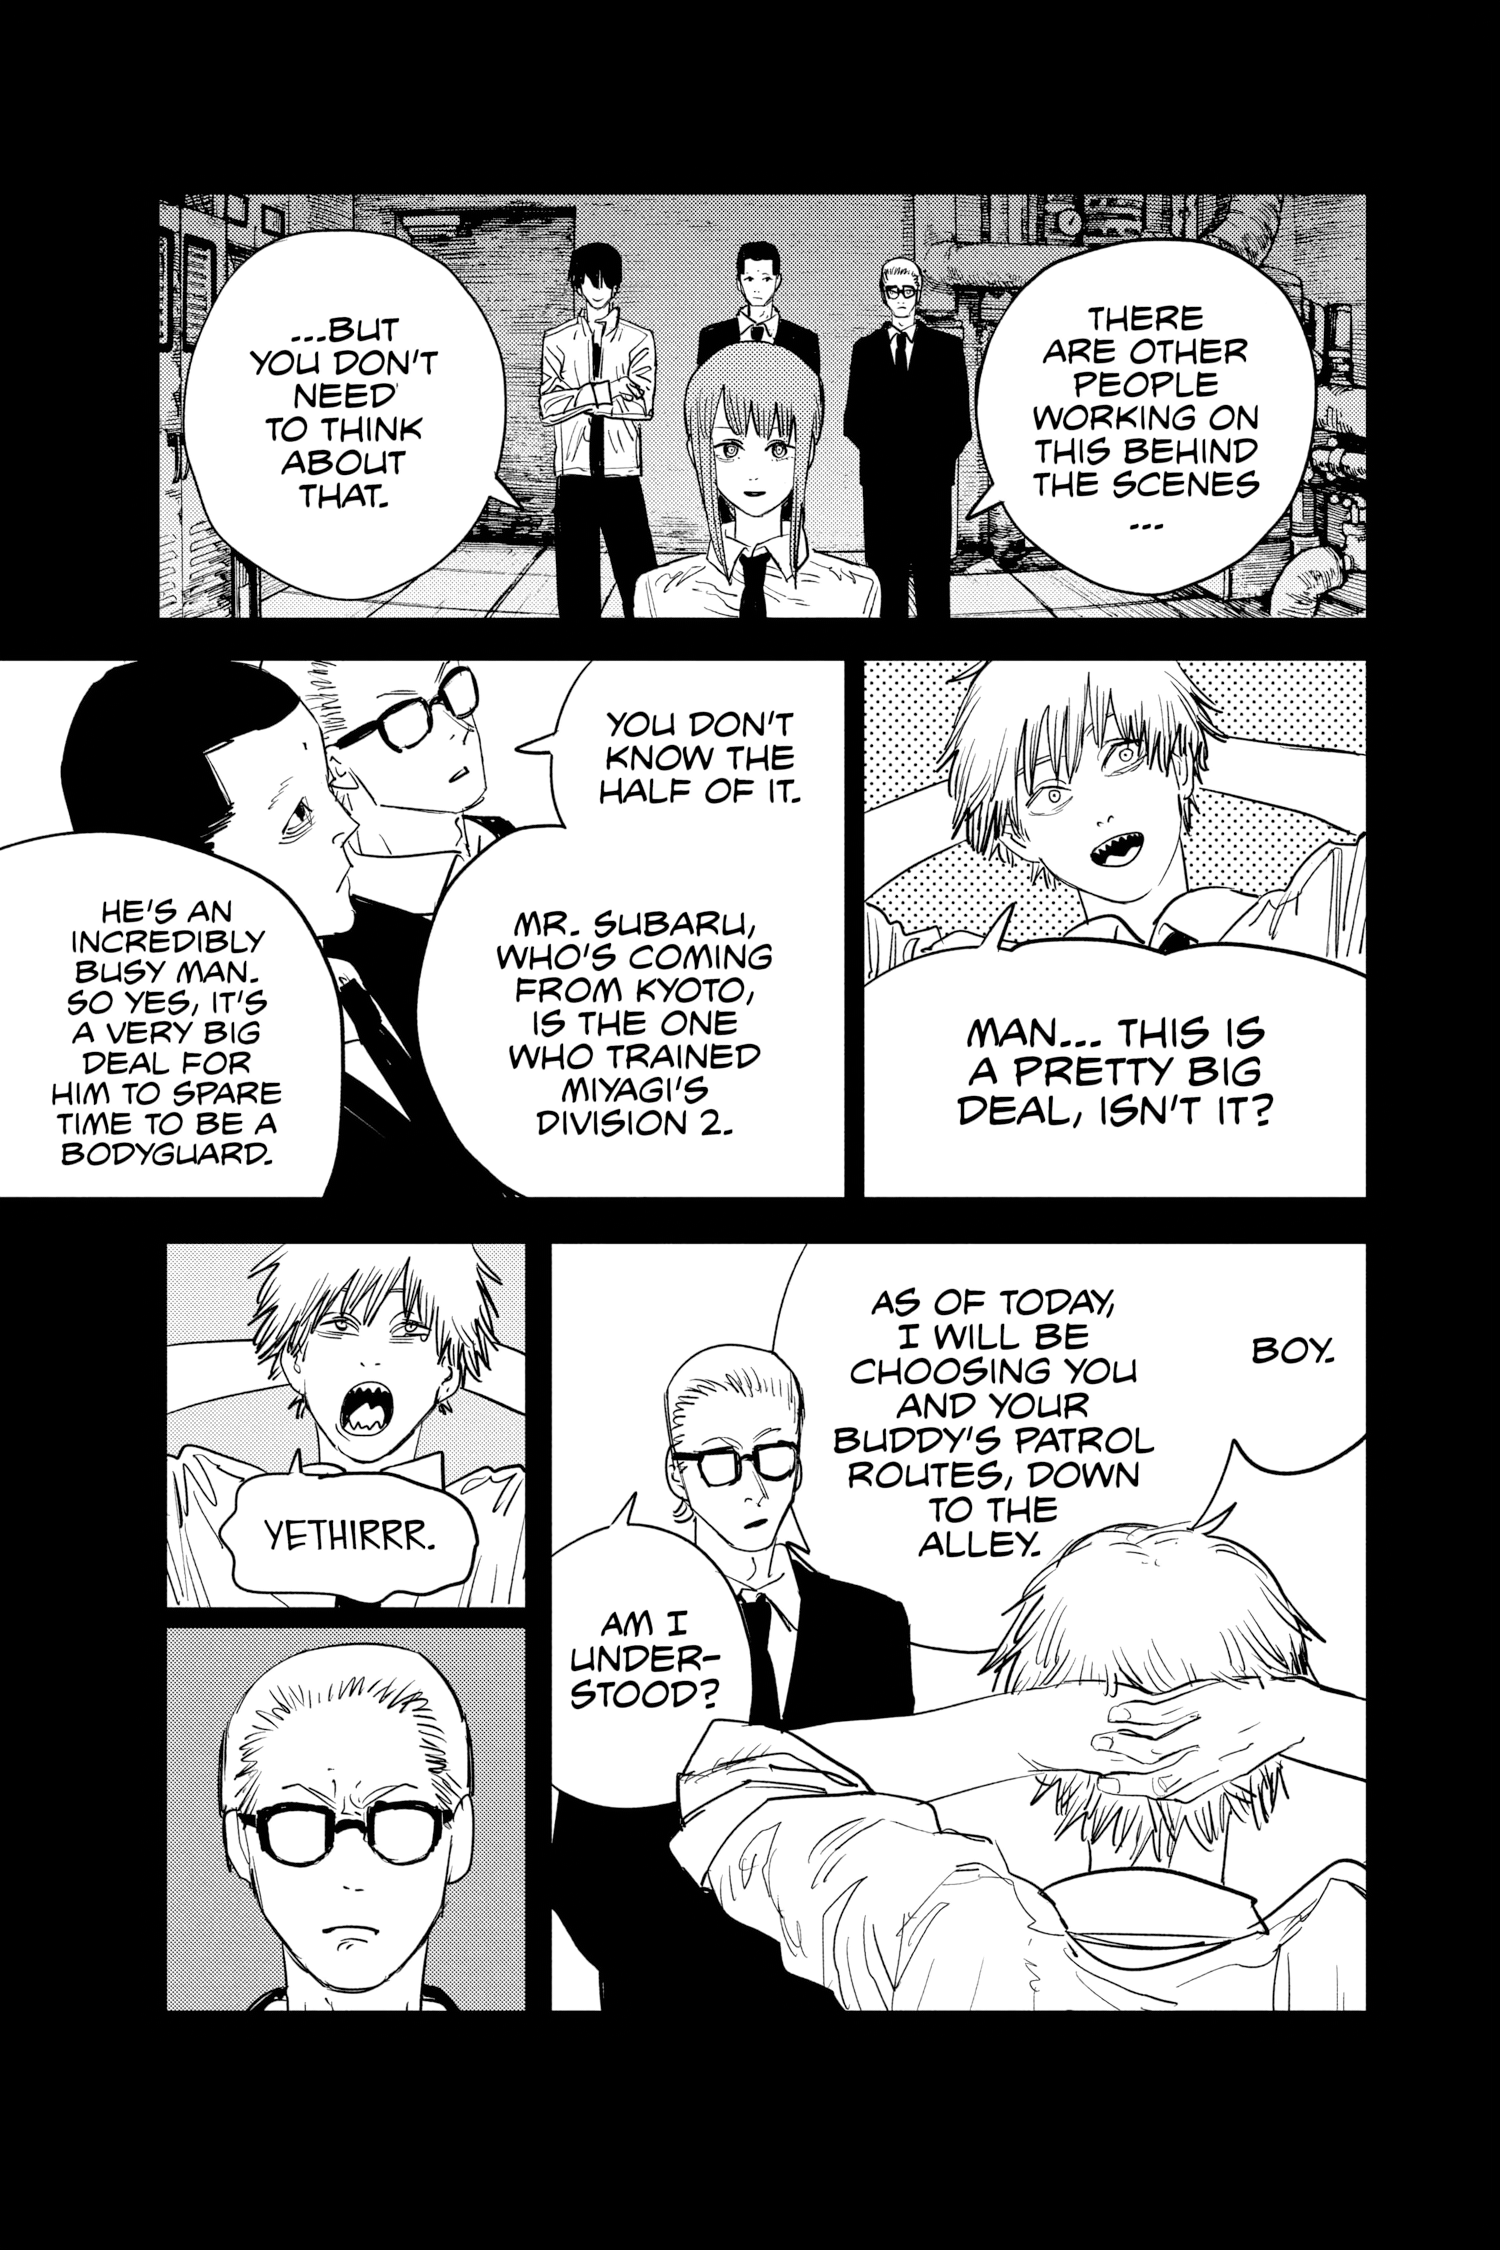 THERE
ARE OTHER
PEOPLE
WORKING ON
THIS BEHIND
THE SCENES
...
...BUT
YOU DON'T
NEED
TO THINK
ABOUT
THAT.
MAN... THIS IS
A PRETTY BIG
DEAL, ISN'T IT?
YOU DON'T
KNOW THE
HALF OF IT.
MR. SUBARU,
WHO'S COMING
FROM KYOTO,
IS THE ONE
WHO TRAINED
MIYAGI'S
DIVISION 2.
HE'S AN
INCREDIBLY
BUSY MAN.
SO YES, IT'S
A VERY BIG
DEAL FOR
HIM TO SPARE
TIME TO BE A
BODYGUARD.
BOY.
AS OF TODAY,
I WILL BE
CHOOSING YOU
AND YOUR
BUDDY'S PATROL
ROUTES, DOWN
TO THE
ALLEY.
AM I
UNDER-
STOOD?
YETHIRRR.